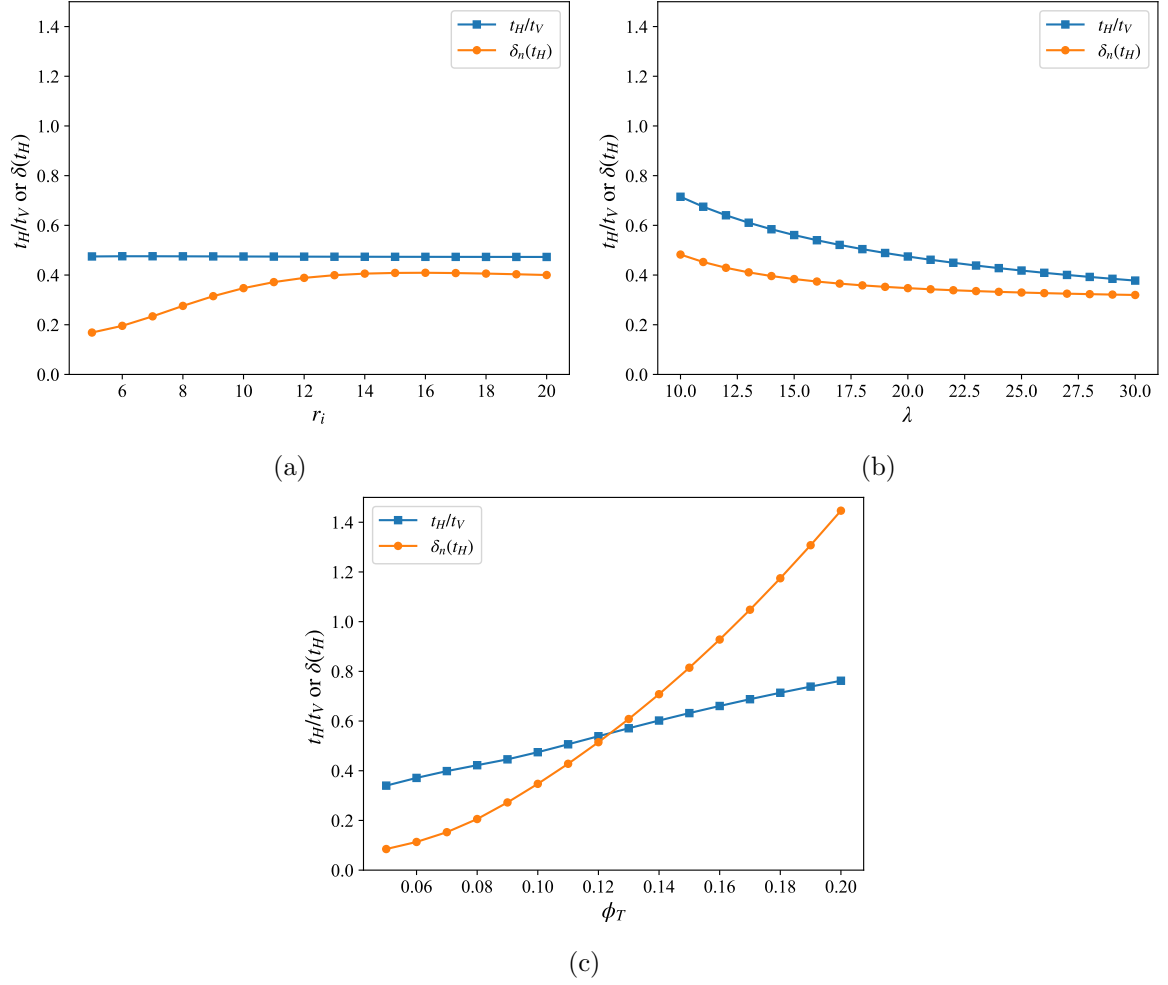 1.4
1.2
1.0
0.8
0.6
0.4
0.2
0.0
t_H/t_V or δ(t_H)
t_H/t_V
δ_n(t_H)
6 8 10 12 14 16 18 20
r_i
(a)
1.4
1.2
1.0
0.8
0.6
0.4
0.2
0.0
t_H/t_V or δ(t_H)
t_H/t_V
δ_n(t_H)
10.0 12.5 15.0 17.5 20.0 22.5 25.0 27.5 30.0
λ
(b)
1.4
1.2
1.0
0.8
0.6
0.4
0.2
0.0
t_H/t_V or δ(t_H)
t_H/t_V
δ_n(t_H)
0.06 0.08 0.10 0.12 0.14 0.16 0.18 0.20
ϕ_T
(c)